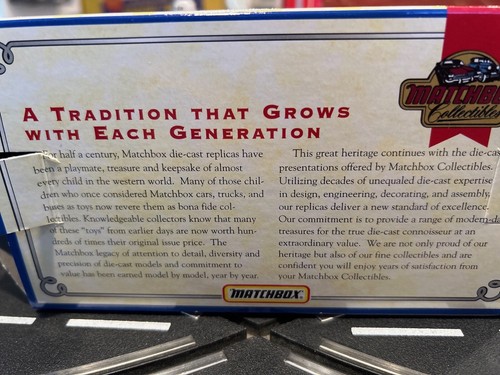 MATCHBOX
Collectibles
A TRADITION THAT GROWS
WITH EACH GENERATION
For half a century, Matchbox die-cast replicas have
been a playmate, treasure and keepsake of almost
every child in the western world. Many of those chil-
dren who once considered Matchbox cars, trucks, and
buses as toys now revere them as bona fide col-
lectibles. Knowledgeable collectors know that many
of these "toys" from earlier days are now worth hun-
dreds of times their original issue price. The
Matchbox legacy of attention to detail, diversity and
precision of die-cast models and commitment to
value has been earned model by model, year by year.
This great heritage continues with the die-cas
presentations offered by Matchbox Collectibles.
Utilizing decades of unequaled die-cast expertise
in design, engineering, decorating, and assembly,
our replicas deliver a new standard of excellence.
Our commitment is to provide a range of modern-d
treasures for the true die-cast connoisseur at an
extraordinary value. We are not only proud of our
heritage but also of our fine collectibles and are
confident you will enjoy years of satisfaction from
your Matchbox Collectibles.
MATCHBOX